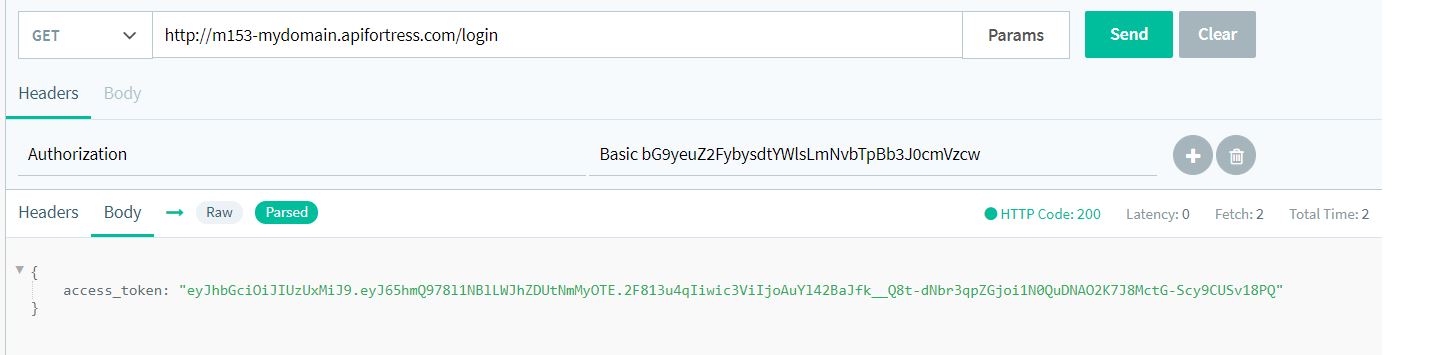 GET http://m153-mydomain.apifortress.com/login Params Send Clear
Headers Body
Authorization Basic bG9yeuZ2FybysdtYWlsLmNvbTpBb3J0cmVzcw
Headers Body → Raw Parsed HTTP Code: 200 Latency: 0 Fetch: 2 Total Time: 2
{
access_token: "eyJhbGciOiJIUzUxMiJ9.eyJ65hmQ978l1NBlLWJhZDUtNmMyOTE.2F813u4qIiwic3ViIjoAuYl42BaJfk__Q8t-dNbr3qpZGjoi1N0QuDNAO2K7J8MctG-Scy9CUSv18PQ"
}